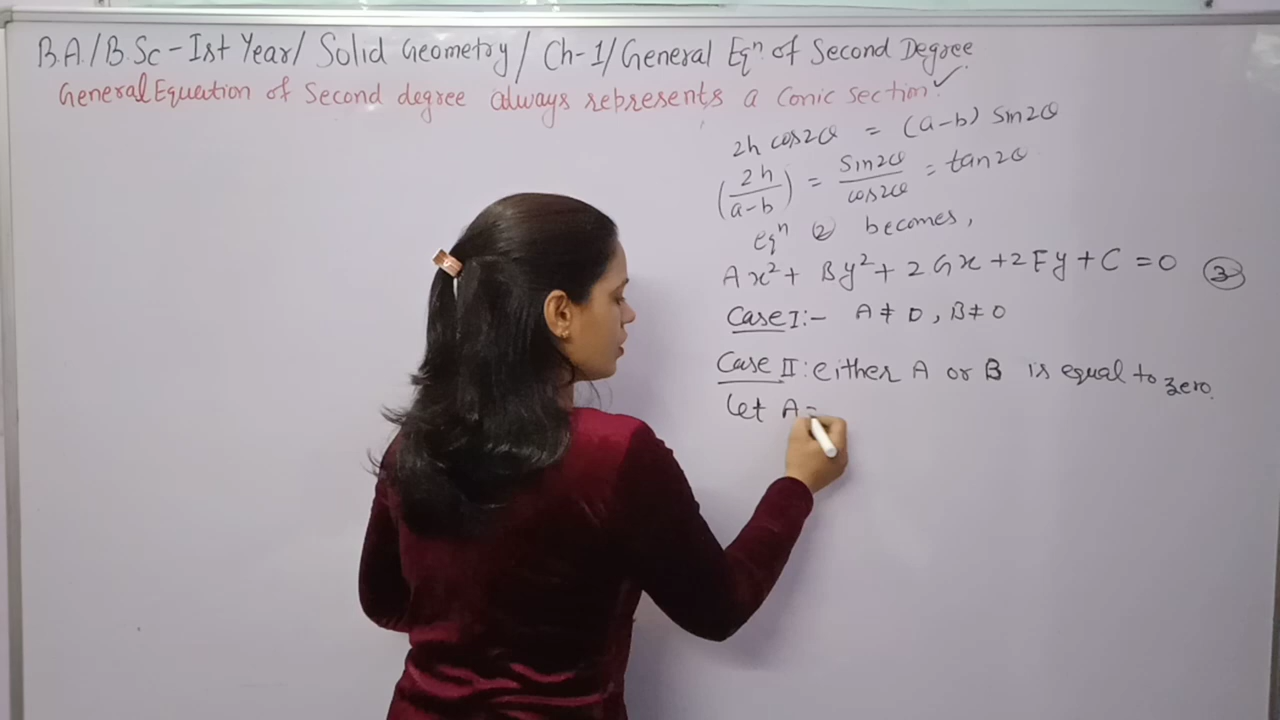 B.A./B.Sc - Ist Year/ Solid Geometry / Ch-1/ General Eqⁿ. of Second Degree
General Equation of Second degree always represents a Conic section. ✓
2h cos2θ = (a-b) sin2θ
(2h/a-b) = sin2θ/cos2θ = tan2θ
eqⁿ ② becomes,
Ax² + By² + 2Gx + 2Fy + C = 0 ③
Case I:- A ≠ 0, B ≠ 0
Case II: either A or B is equal to zero.
Let A =